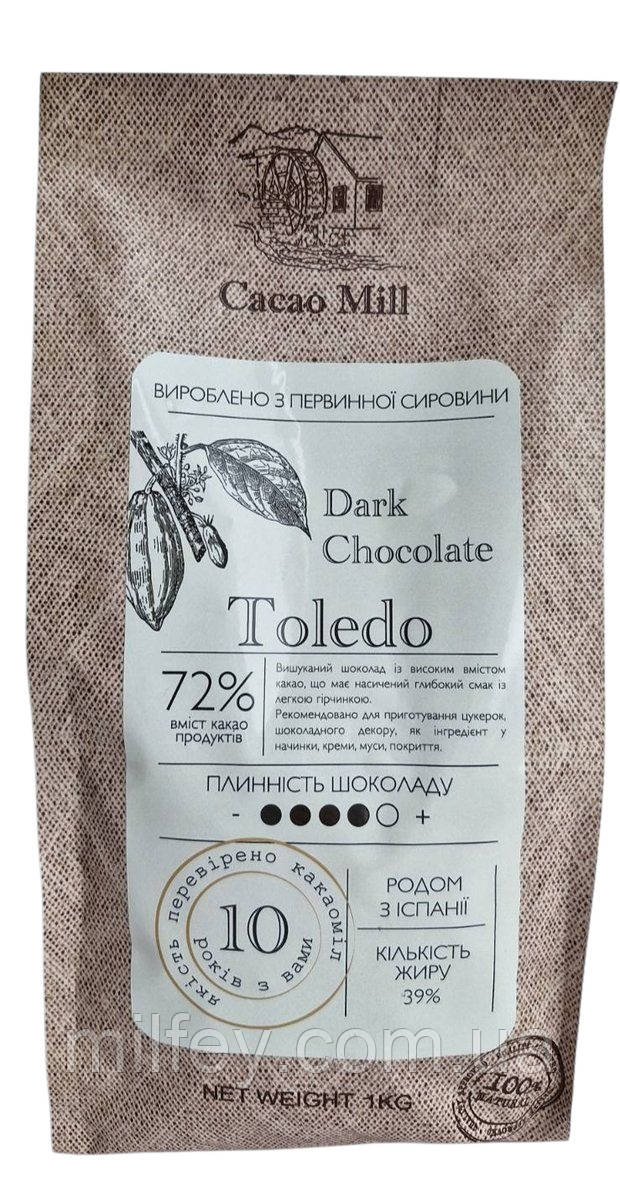 Cacao Mill
ВИРОБЛЕНО З ПЕРВИННОЇ СИРОВИНИ
Dark
Chocolate
Toledo
72%
вміст какао
продуктів
Вишуканий шоколад із високим вмістом
какао, що має насичений глибокий смак із
легкою гірчинкою.
Рекомендовано для приготування цукерок,
шоколадного декору, як інгредієнт у
начинки, креми, муси, покриття.
ПЛИННІСТЬ ШОКОЛАДУ
- +
якість перевірено какаоміл
10
років з вами
РОДОМ
З ІСПАНІЇ
КІЛЬКІСТЬ
ЖИРУ
39%
milfey.com.ua
NET WEIGHT 1KG
100%
NATURAL